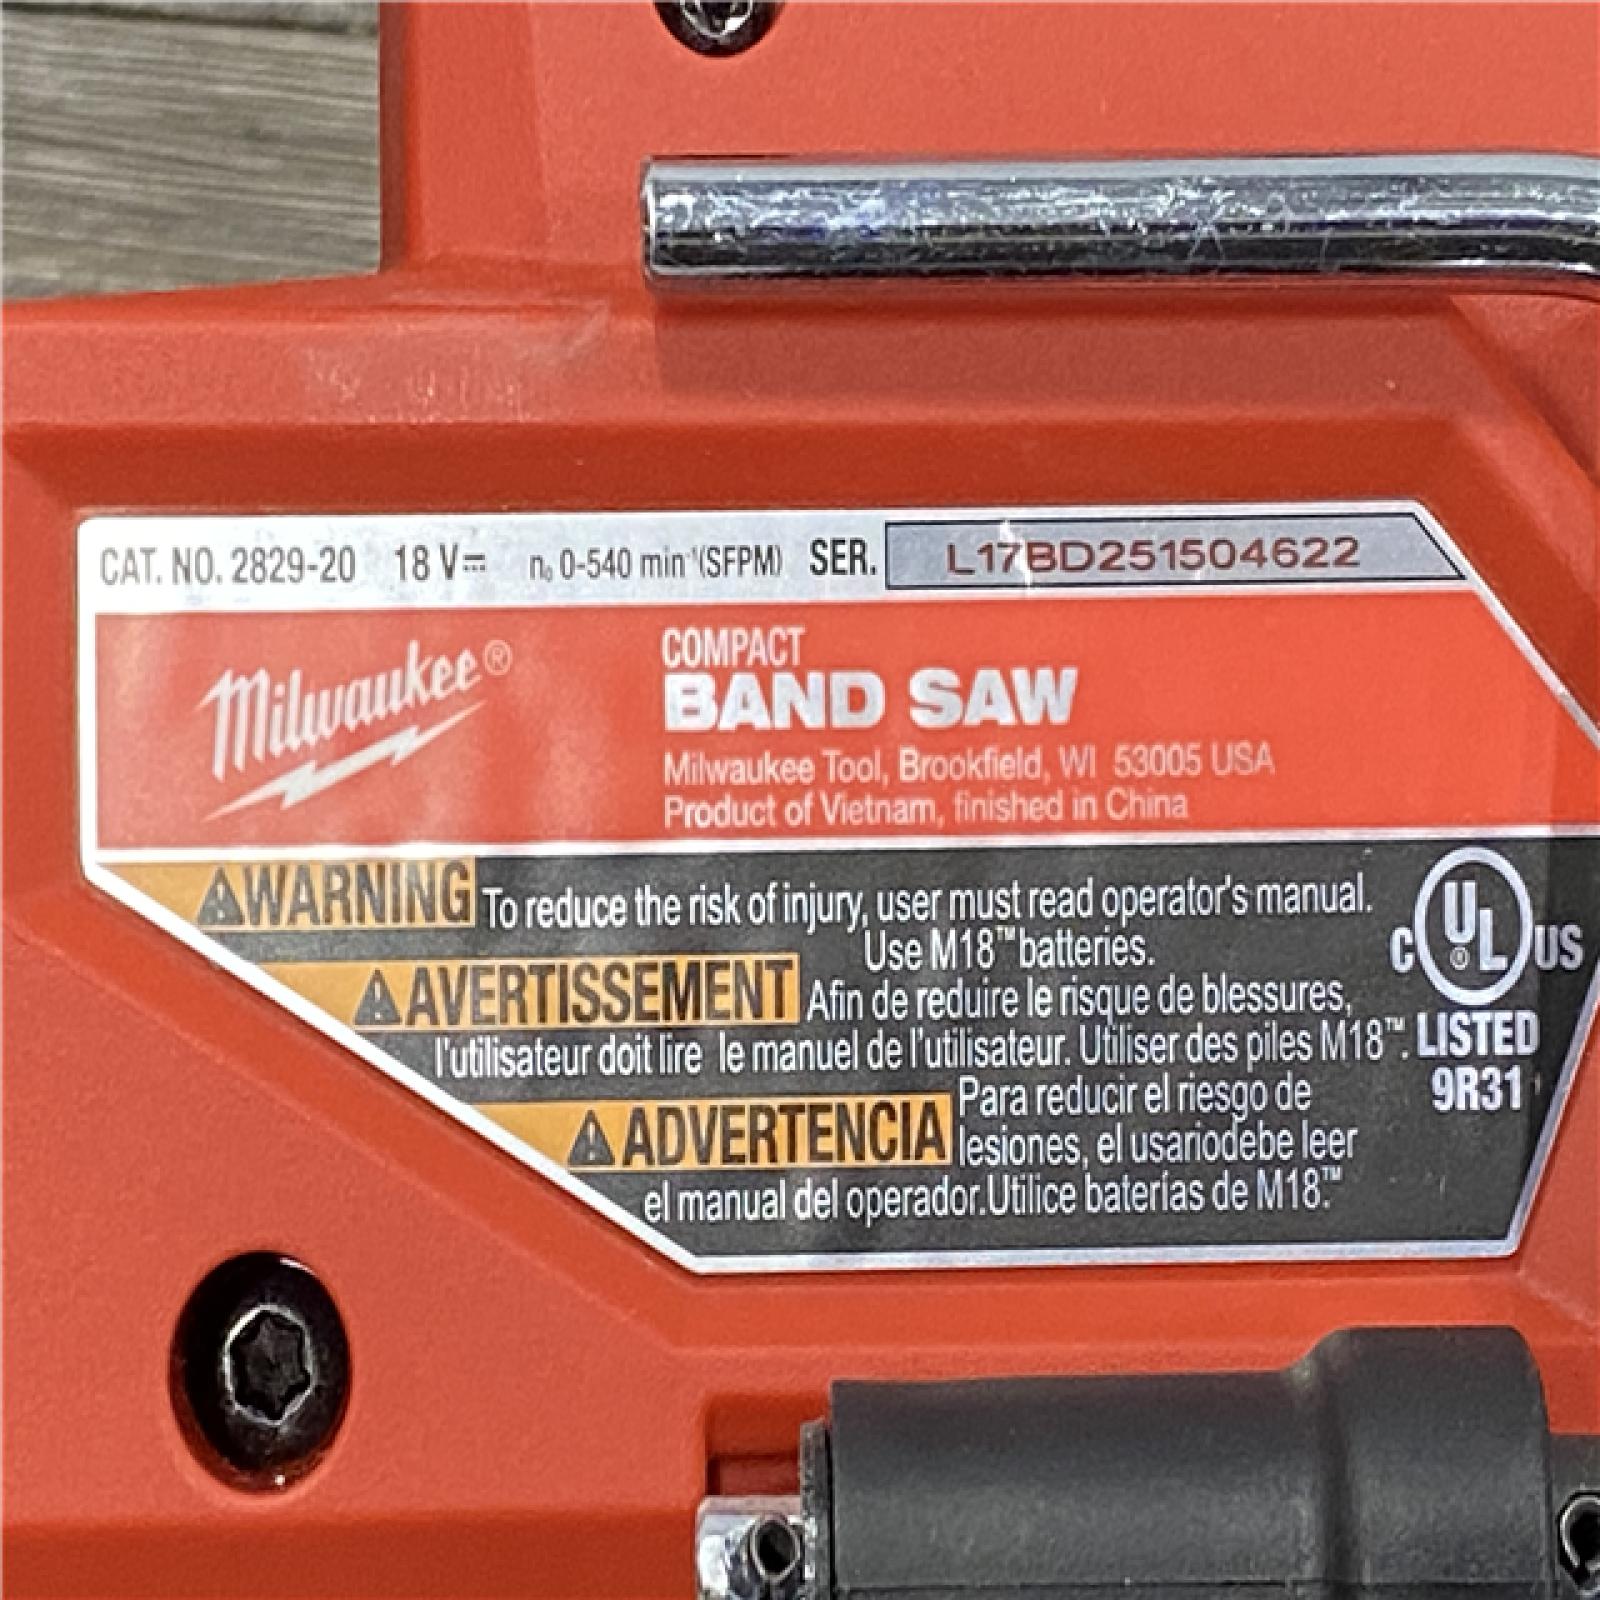 CAT. NO. 2829-20 18 V⎓ n₀ 0-540 min⁻¹(SFPM) SER. L17BD251504622
Milwaukee®
COMPACT
BAND SAW
Milwaukee Tool, Brookfield, WI 53005 USA
Product of Vietnam, finished in China
⚠WARNING To reduce the risk of injury, user must read operator's manual.
Use M18™ batteries.
⚠AVERTISSEMENT Afin de reduire le risque de blessures,
l'utilisateur doit lire le manuel de l'utilisateur. Utiliser des piles M18™.
⚠ADVERTENCIA Para reducir el riesgo de
lesiones, el usariodebe leer
el manual del operador.Utilice baterías de M18.™
C UL® US
LISTED
9R31